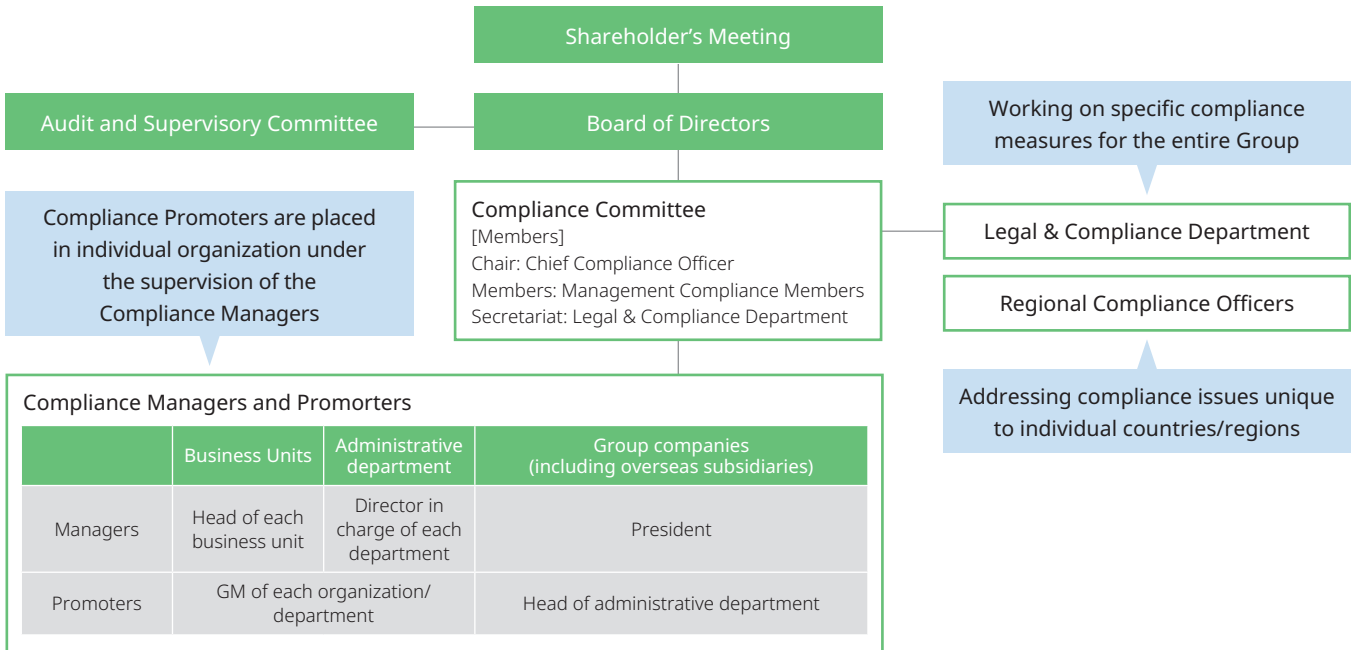 Shareholder's Meeting
Audit and Supervisory Committee
Board of Directors
Working on specific compliance
measures for the entire Group
Compliance Promoters are placed
in individual organization under
the supervision of the
Compliance Managers
Compliance Committee
[Members]
Chair: Chief Compliance Officer
Members: Management Compliance Members
Secretariat: Legal & Compliance Department
Legal & Compliance Department
Regional Compliance Officers
Addressing compliance issues unique
to individual countries/regions
Compliance Managers and Promorters
Business Units
Administrative
department
Group companies
(including overseas subsidiaries)
Managers
Head of each
business unit
Director in
charge of each
department
President
Promoters
GM of each organization/
department
Head of administrative department